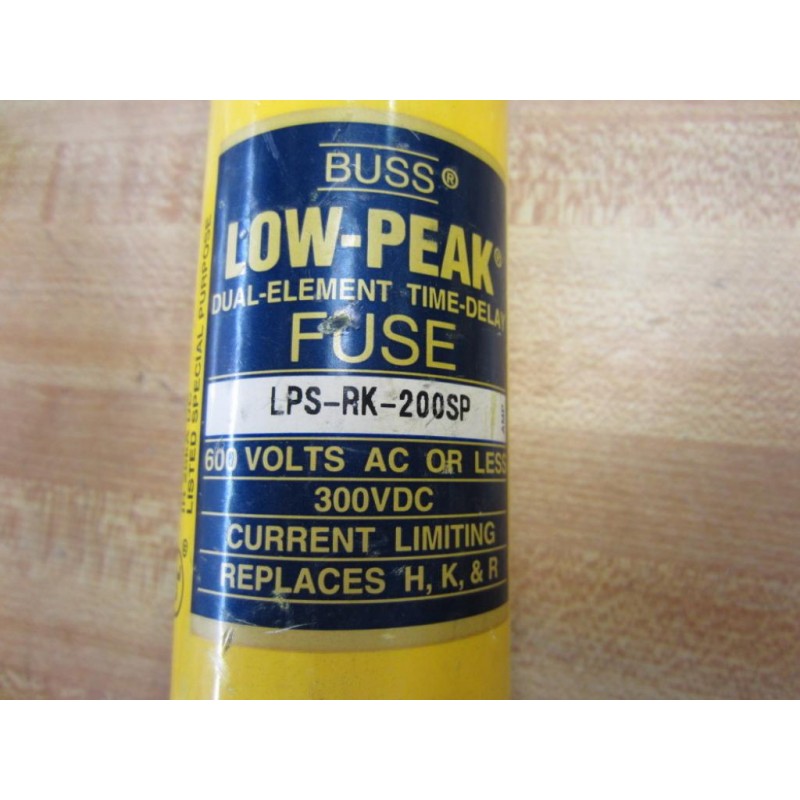 BUSS®
LOW-PEAK®
DUAL-ELEMENT TIME-DELAY
FUSE
LPS-RK-200SP
AMP
600 VOLTS AC OR LESS
300VDC
CURRENT LIMITING
REPLACES H, K, & R
LISTED SPECIAL PURPOSE